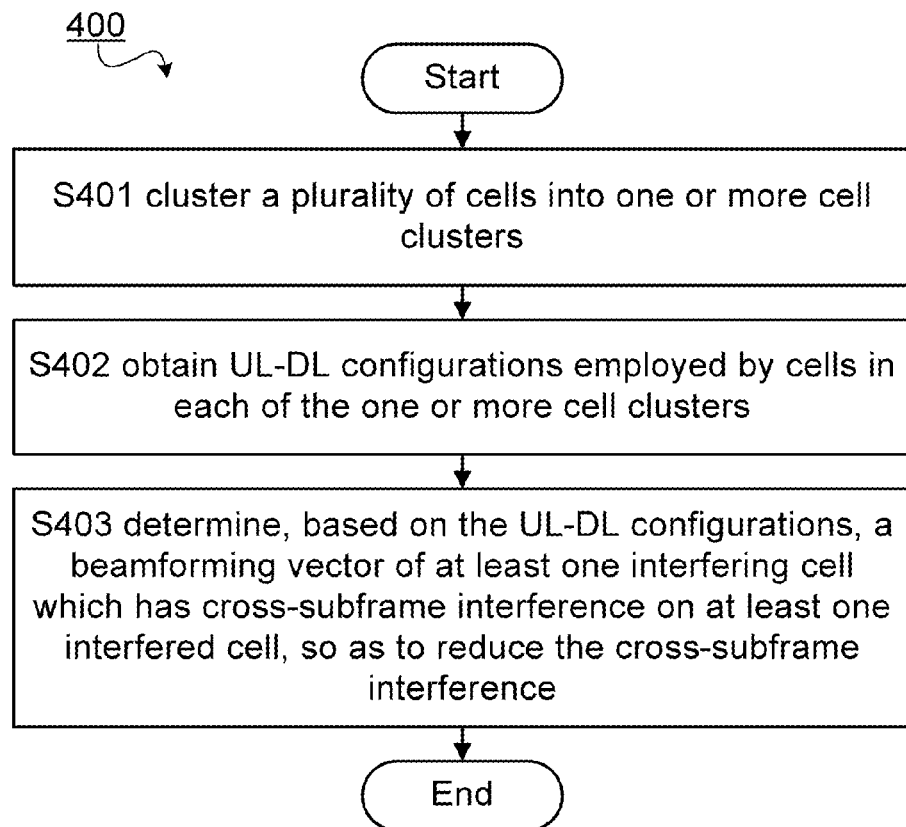 400
Start
S401 cluster a plurality of cells into one or more cell
clusters
S402 obtain UL-DL configurations employed by cells in
each of the one or more cell clusters
S403 determine, based on the UL-DL configurations, a
beamforming vector of at least one interfering cell
which has cross-subframe interference on at least one
interfered cell, so as to reduce the cross-subframe
interference
End